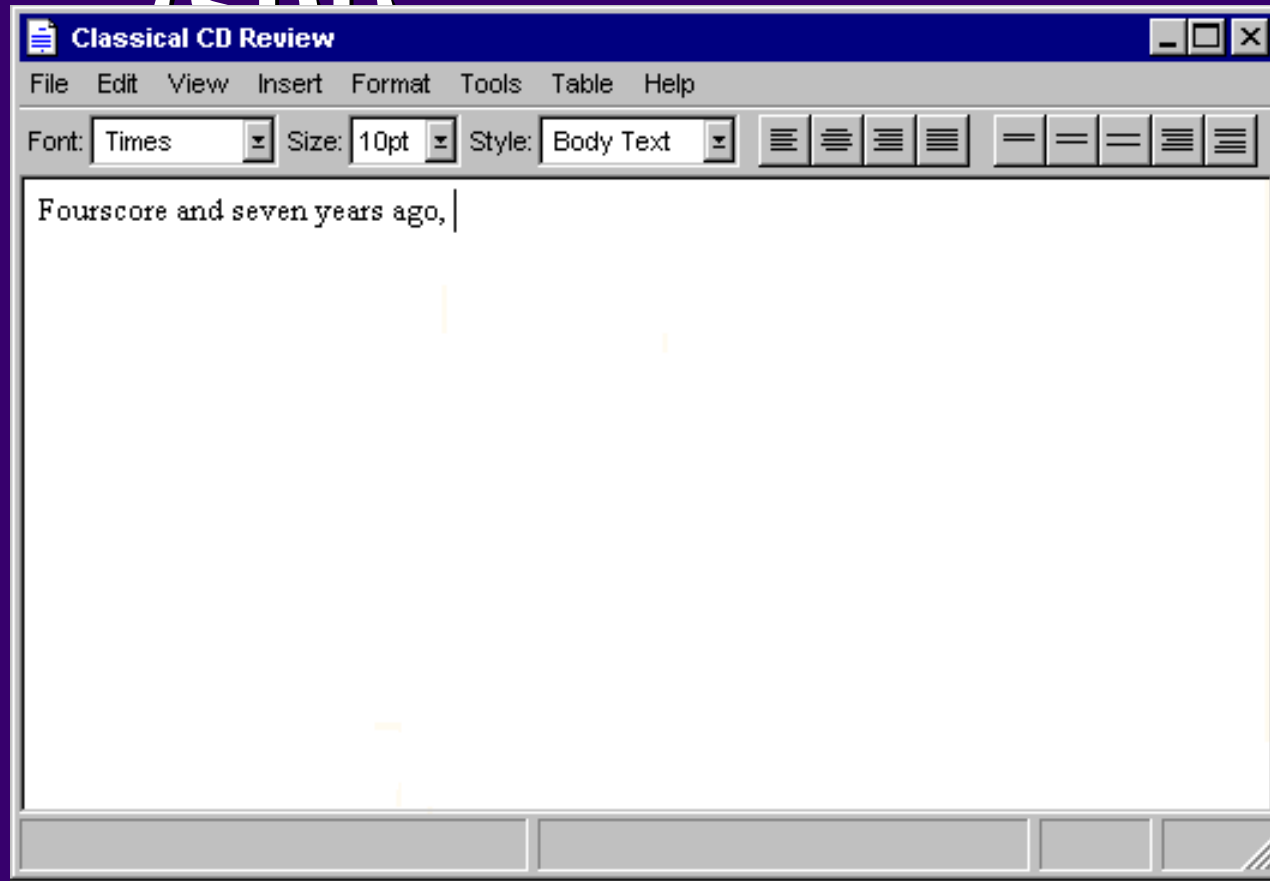 Classical CD Review
File Edit View Insert Format Tools Table Help
Font: Times Size: 10pt Style: Body Text
Fourscore and seven years ago,